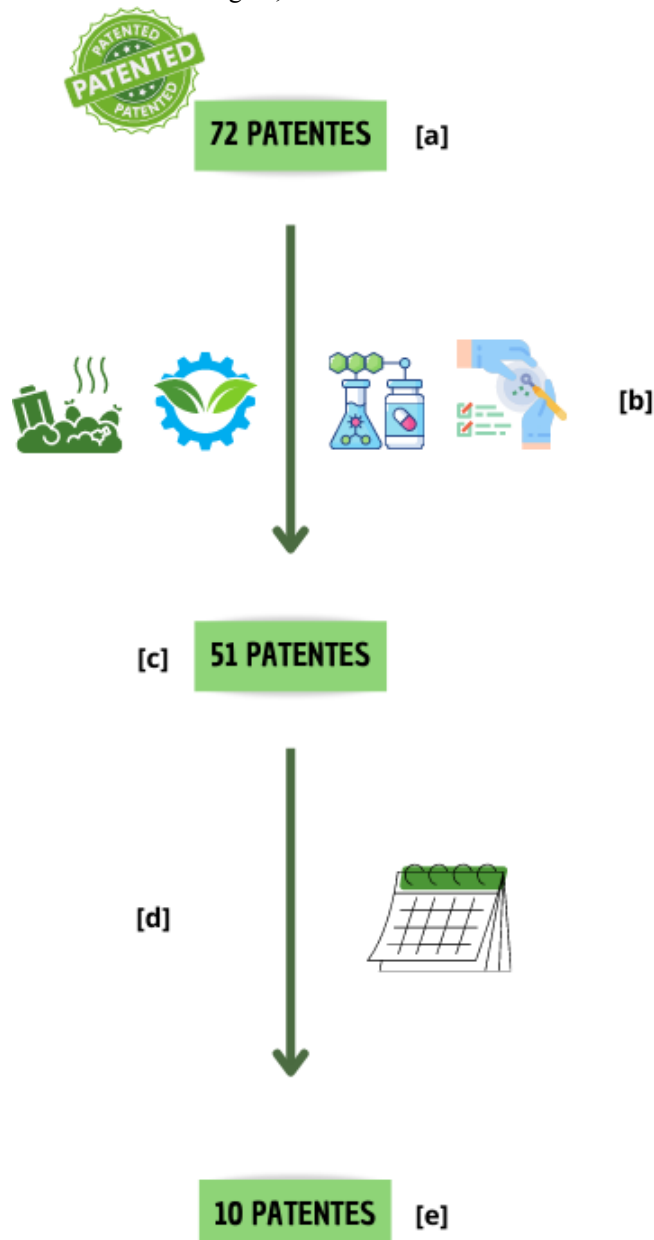 PATENTED
PATENTED
PATENTED
72 PATENTES [a]
[b]
[c] 51 PATENTES
[d]
10 PATENTES [e]